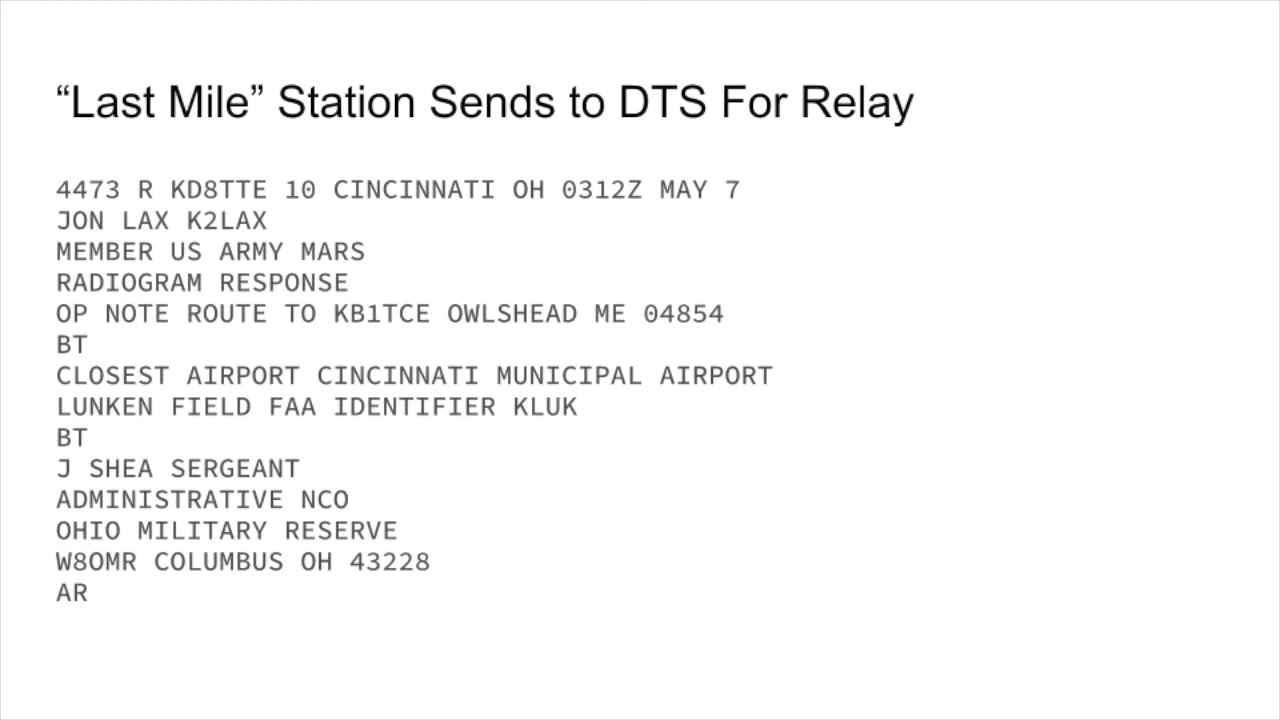 “Last Mile” Station Sends to DTS For Relay
4473 R KD8TTE 10 CINCINNATI OH 0312Z MAY 7
JON LAX K2LAX
MEMBER US ARMY MARS
RADIOGRAM RESPONSE
OP NOTE ROUTE TO KB1TCE OWLSHEAD ME 04854
BT
CLOSEST AIRPORT CINCINNATI MUNICIPAL AIRPORT
LUNKEN FIELD FAA IDENTIFIER KLUK
BT
J SHEA SERGEANT
ADMINISTRATIVE NCO
OHIO MILITARY RESERVE
W8OMR COLUMBUS OH 43228
AR